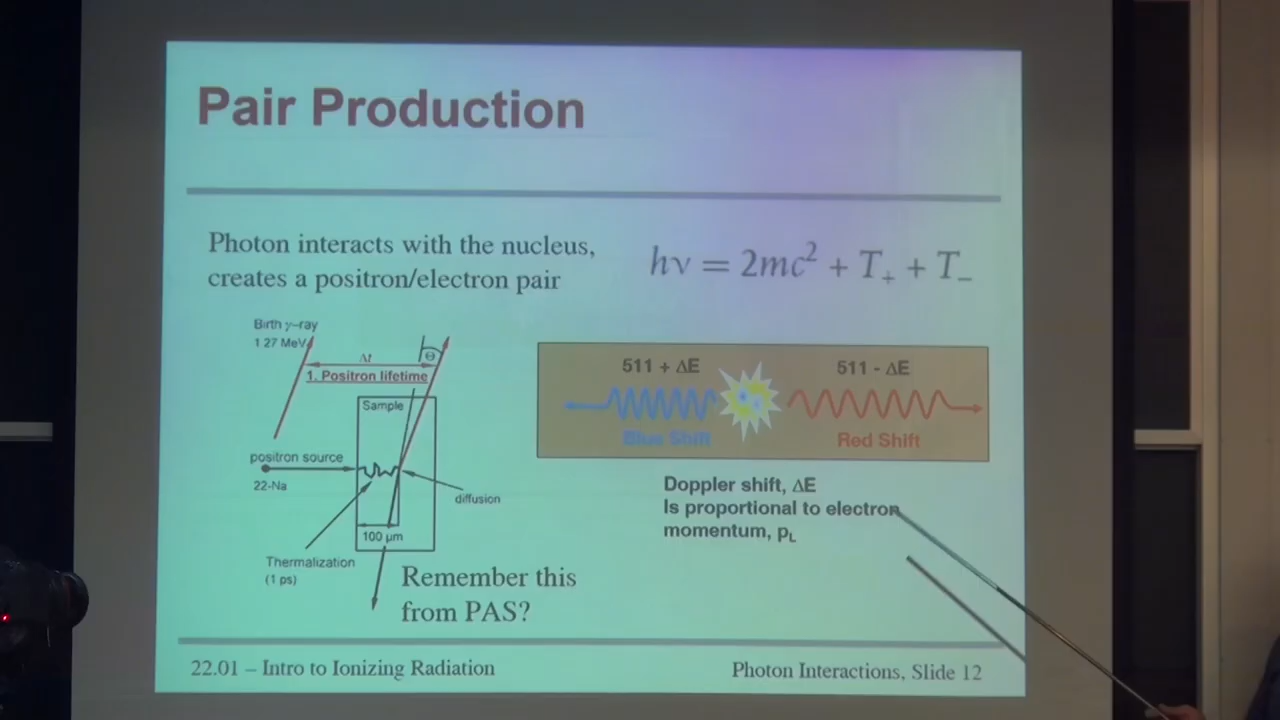 Pair Production
Photon interacts with the nucleus,
creates a positron/electron pair
hν = 2mc² + T₊ + T₋
Birth γ-ray
1.27 MeV
Δt
Θ
1. Positron lifetime
Sample
positron source
22-Na
diffusion
100 μm
Thermalization
(1 ps)
Remember this
from PAS?
511 + ΔE
511 - ΔE
Blue Shift
Red Shift
Doppler shift, ΔE
Is proportional to electron
momentum, pL
22.01 – Intro to Ionizing Radiation
Photon Interactions, Slide 12